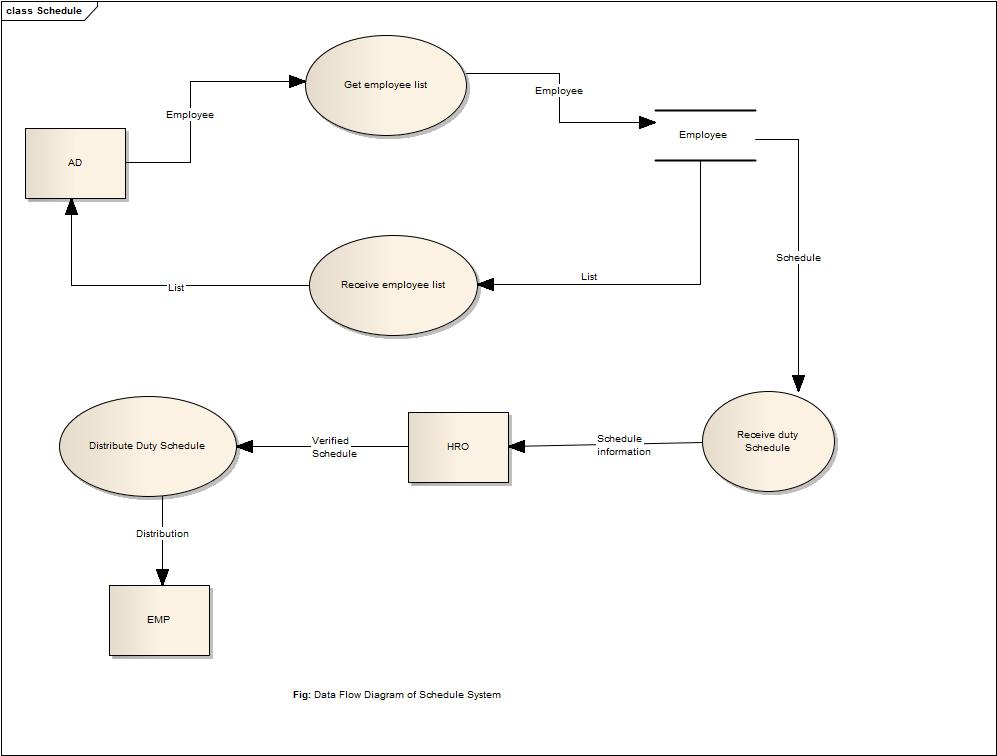 class Schedule
Get employee list
Employee
Employee
Employee
AD
Schedule
List
Receive employee list
List
Distribute Duty Schedule
Verified
Schedule
HRO
Schedule
information
Receive duty
Schedule
Distribution
EMP
Fig: Data Flow Diagram of Schedule System